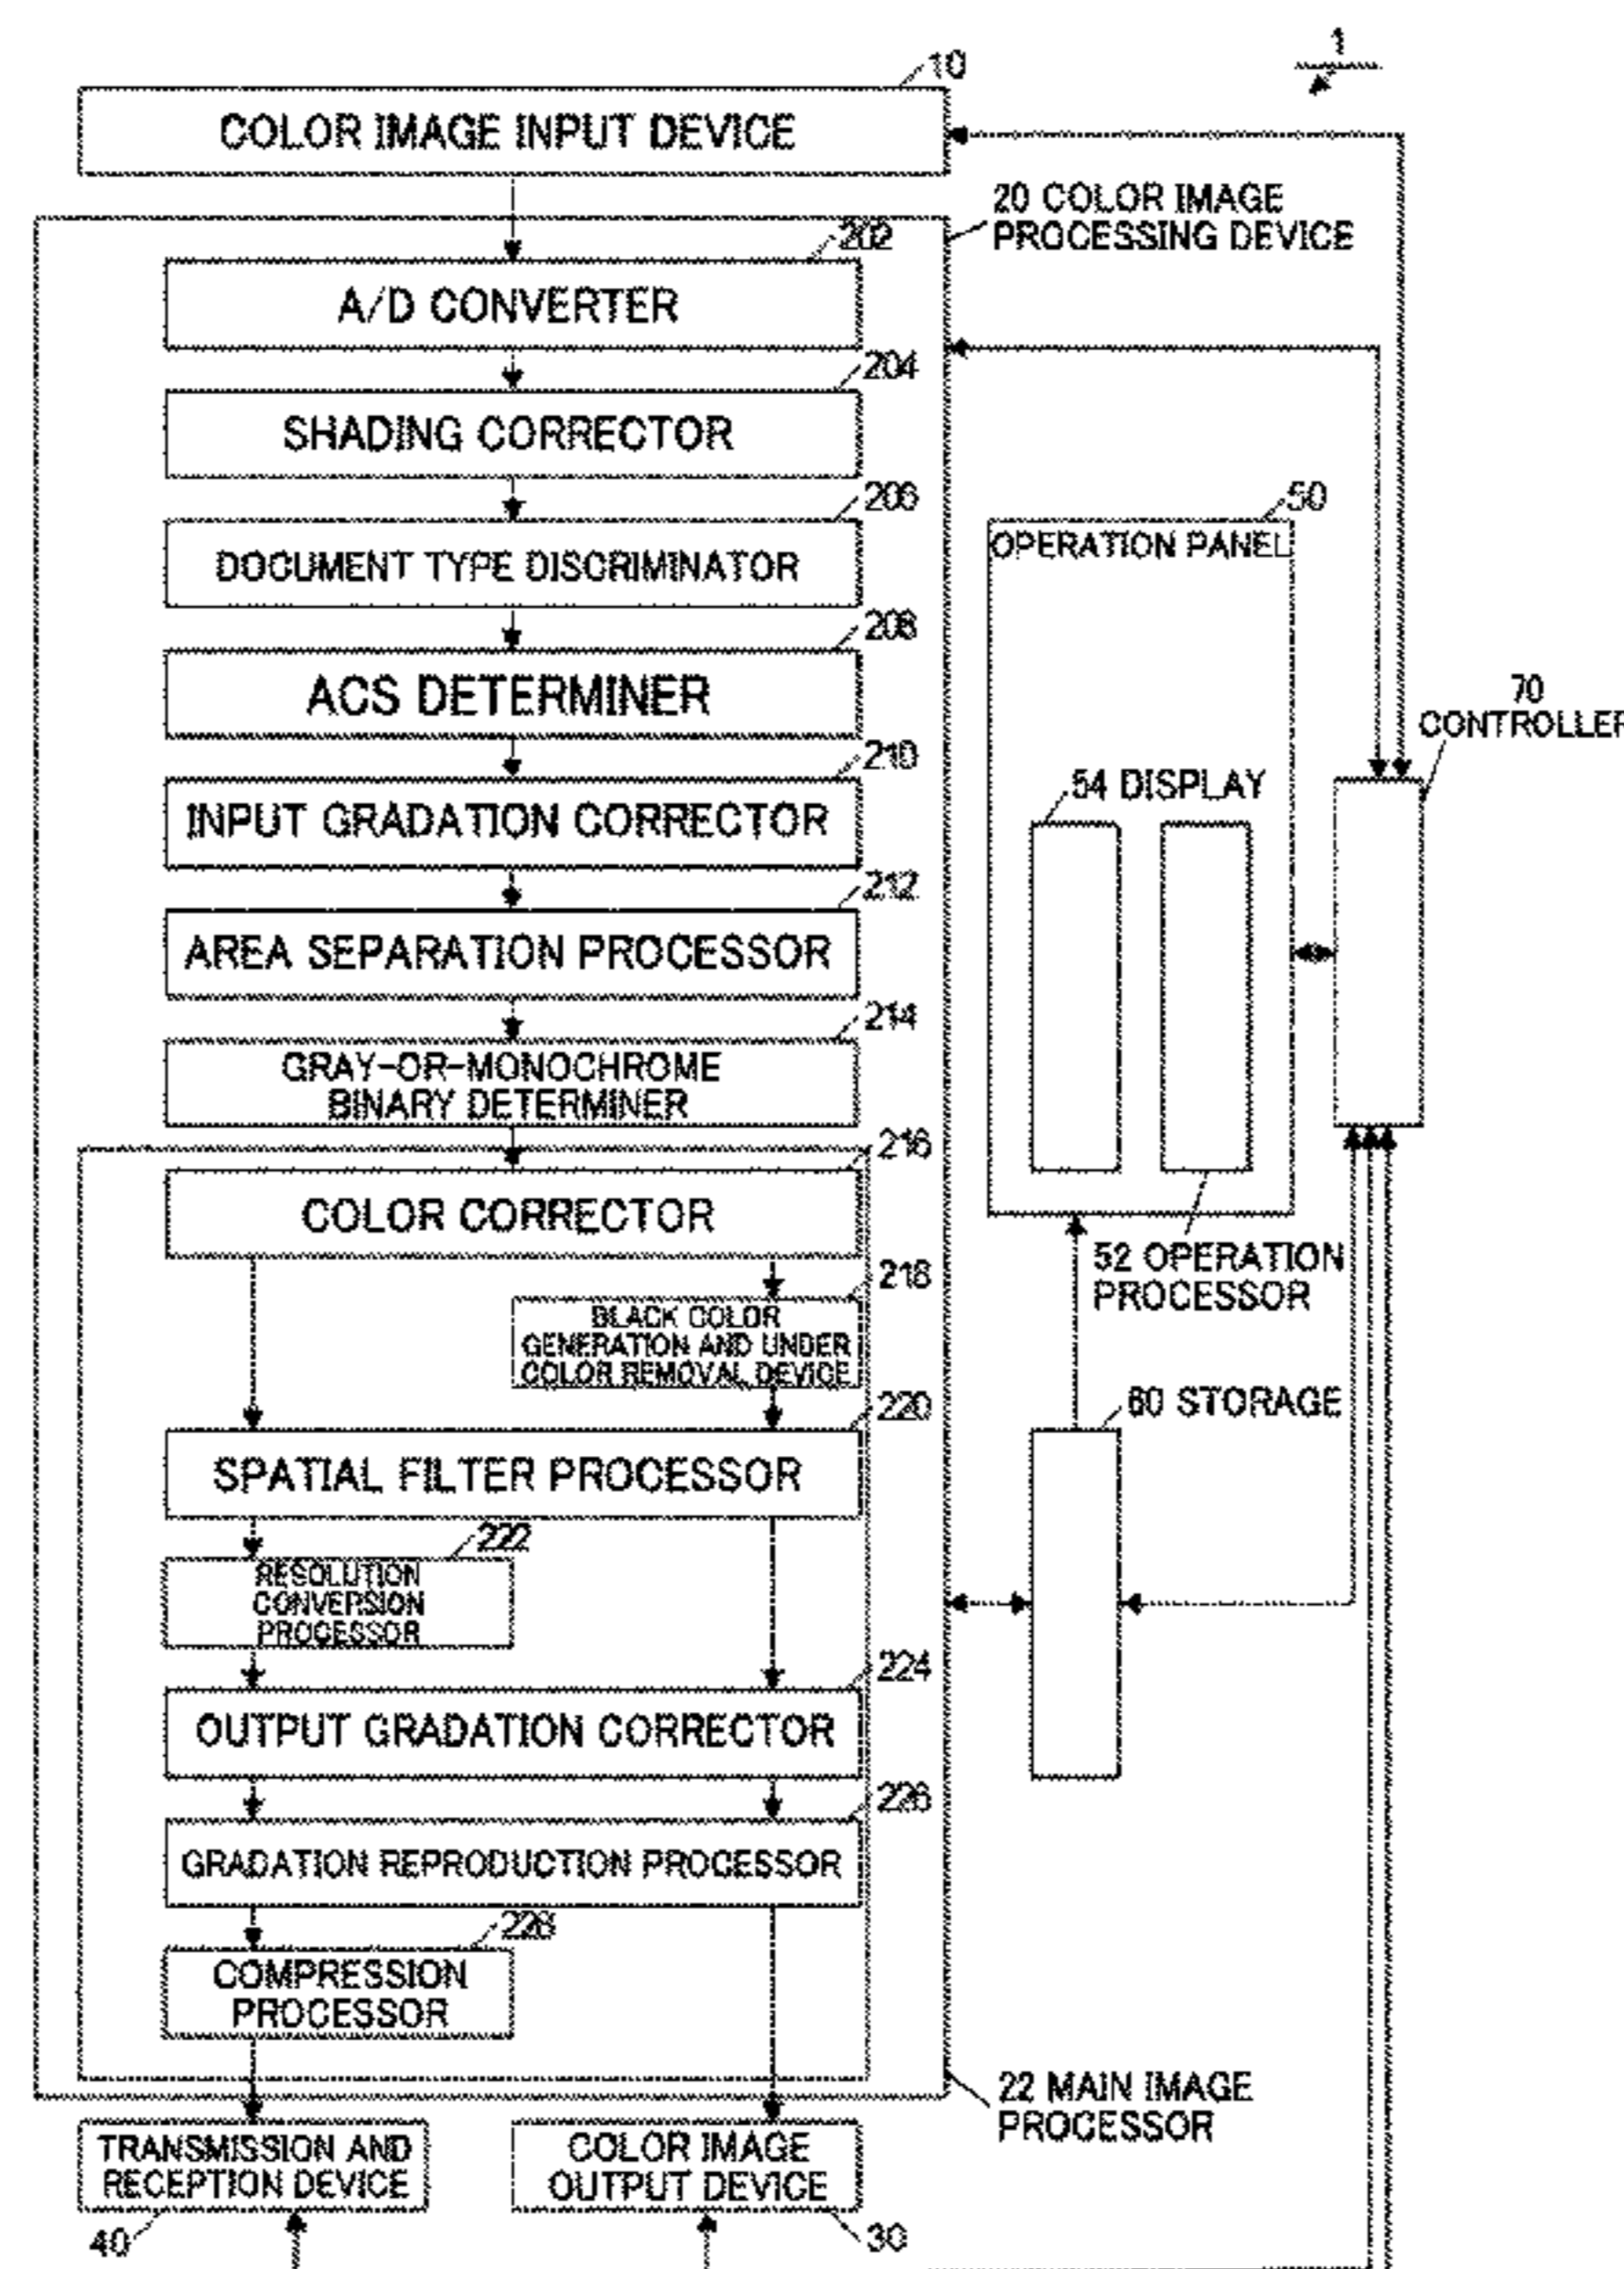 1
10
COLOR IMAGE INPUT DEVICE
20 COLOR IMAGE
PROCESSING DEVICE
202
A/D CONVERTER
204
SHADING CORRECTOR
206
DOCUMENT TYPE DISCRIMINATOR
208
ACS DETERMINER
210
INPUT GRADATION CORRECTOR
212
AREA SEPARATION PROCESSOR
214
GRAY-OR-MONOCHROME
BINARY DETERMINER
216
COLOR CORRECTOR
218
BLACK COLOR
GENERATION AND UNDER
COLOR REMOVAL DEVICE
220
SPATIAL FILTER PROCESSOR
222
RESOLUTION
CONVERSION
PROCESSOR
224
OUTPUT GRADATION CORRECTOR
226
GRADATION REPRODUCTION PROCESSOR
228
COMPRESSION
PROCESSOR
22 MAIN IMAGE
PROCESSOR
TRANSMISSION AND
RECEPTION DEVICE
40
COLOR IMAGE
OUTPUT DEVICE
30
50
OPERATION PANEL
54 DISPLAY
52 OPERATION
PROCESSOR
60 STORAGE
70
CONTROLLER